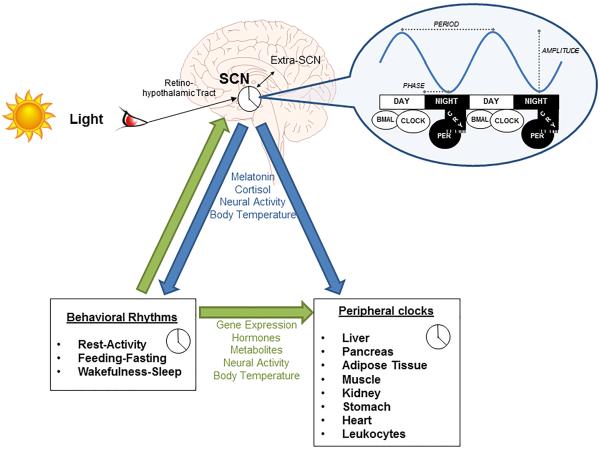 PERIOD
AMPLITUDE
PHASE
DAY NIGHT DAY NIGHT
BMAL CLOCK CRY PER BMAL CLOCK CRY PER
SCN
Extra-SCN
Retino-
hypothalamic Tract
Light
Melatonin
Cortisol
Neural Activity
Body Temperature
Behavioral Rhythms
• Rest-Activity
• Feeding-Fasting
• Wakefulness-Sleep
Gene Expression
Hormones
Metabolites
Neural Activity
Body Temperature
Peripheral clocks
• Liver
• Pancreas
• Adipose Tissue
• Muscle
• Kidney
• Stomach
• Heart
• Leukocytes